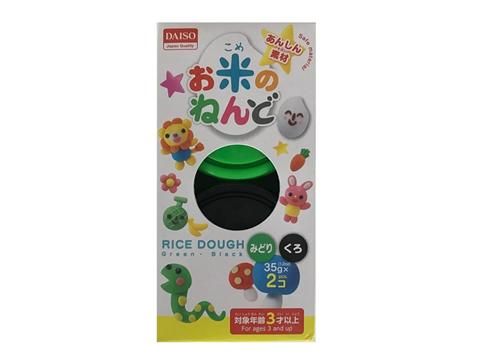 DAISO
Japan Quality
あんしん
素材
Safe material
こめ
お米の
ねんど
RICE DOUGH
Green・Black
みどり
くろ
35g×
2コ
対象年齢3才以上
For ages 3 and up